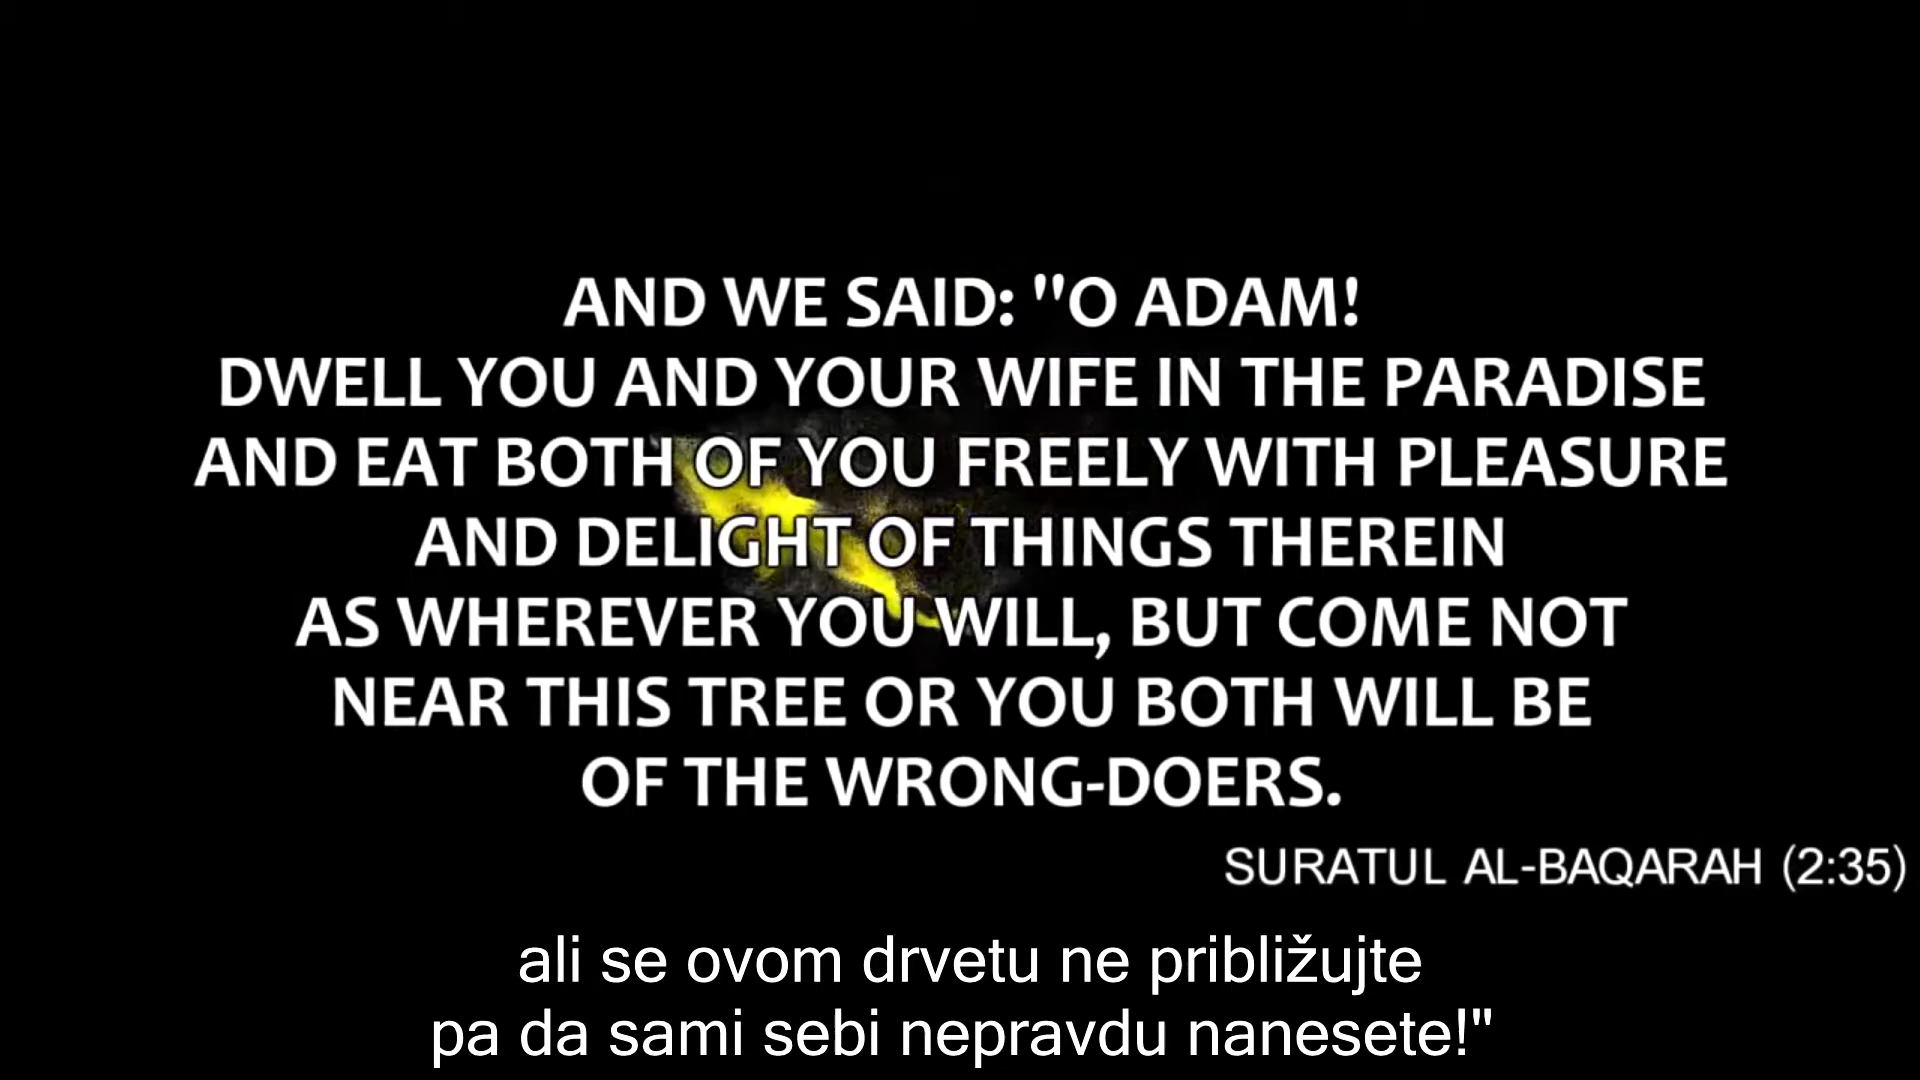 AND WE SAID: "O ADAM!
DWELL YOU AND YOUR WIFE IN THE PARADISE
AND EAT BOTH OF YOU FREELY WITH PLEASURE
AND DELIGHT OF THINGS THEREIN
AS WHEREVER YOU WILL, BUT COME NOT
NEAR THIS TREE OR YOU BOTH WILL BE
OF THE WRONG-DOERS.
SURATUL AL-BAQARAH (2:35)
ali se ovom drvetu ne približujte
pa da sami sebi nepravdu nanesete!"